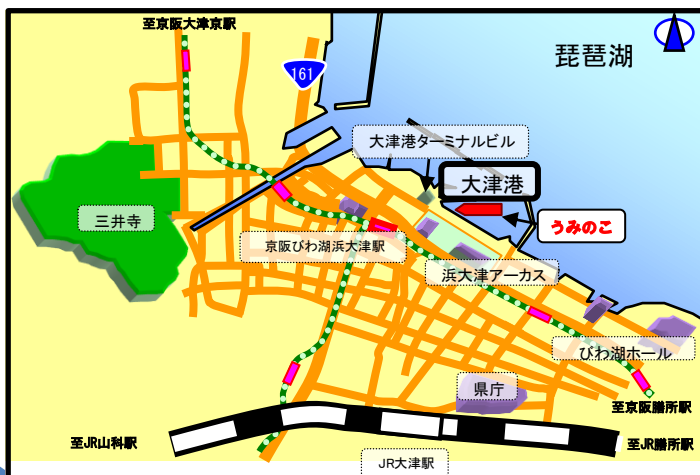 至京阪大津京駅
161
琵琶湖
大津港ターミナルビル
大津港
三井寺
うみのこ
京阪びわ湖浜大津駅
浜大津アーカス
びわ湖ホール
県庁
至京阪膳所駅
至JR山科駅
至JR膳所駅
JR大津駅